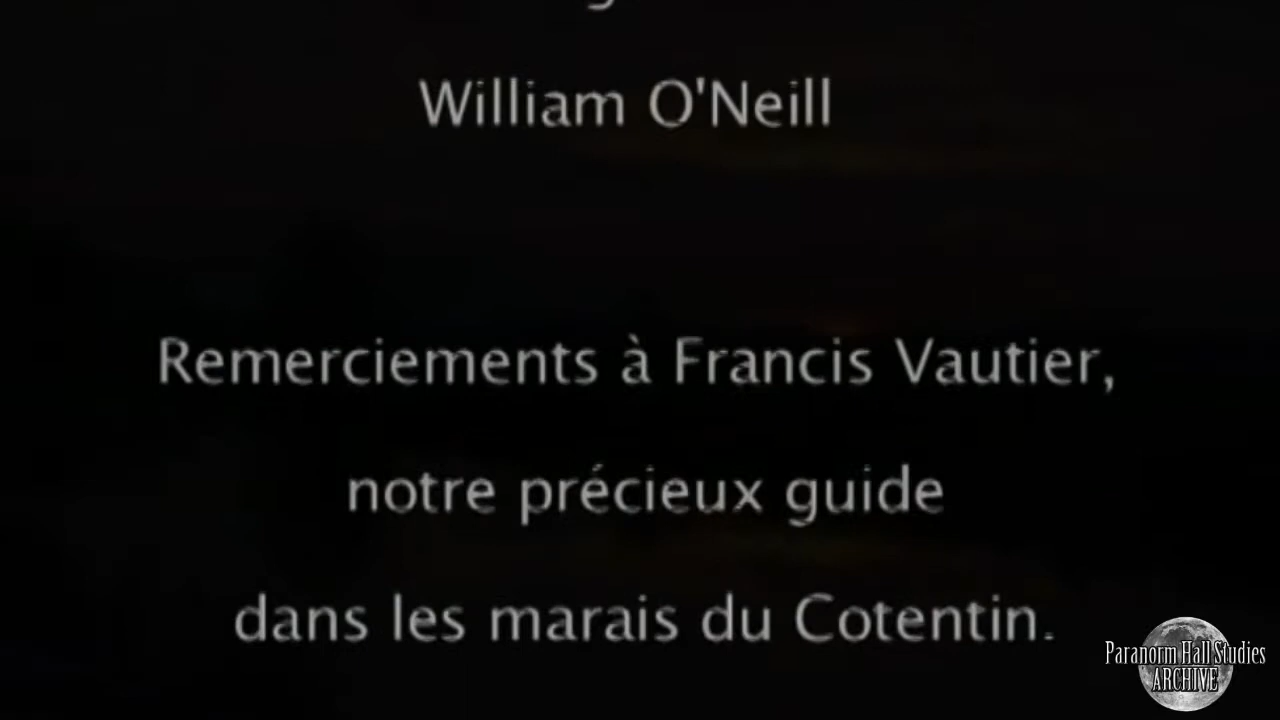 William O'Neill
Remerciements à Francis Vautier,
notre précieux guide
dans les marais du Cotentin.
Paranorm Hall Studies
ARCHIVE